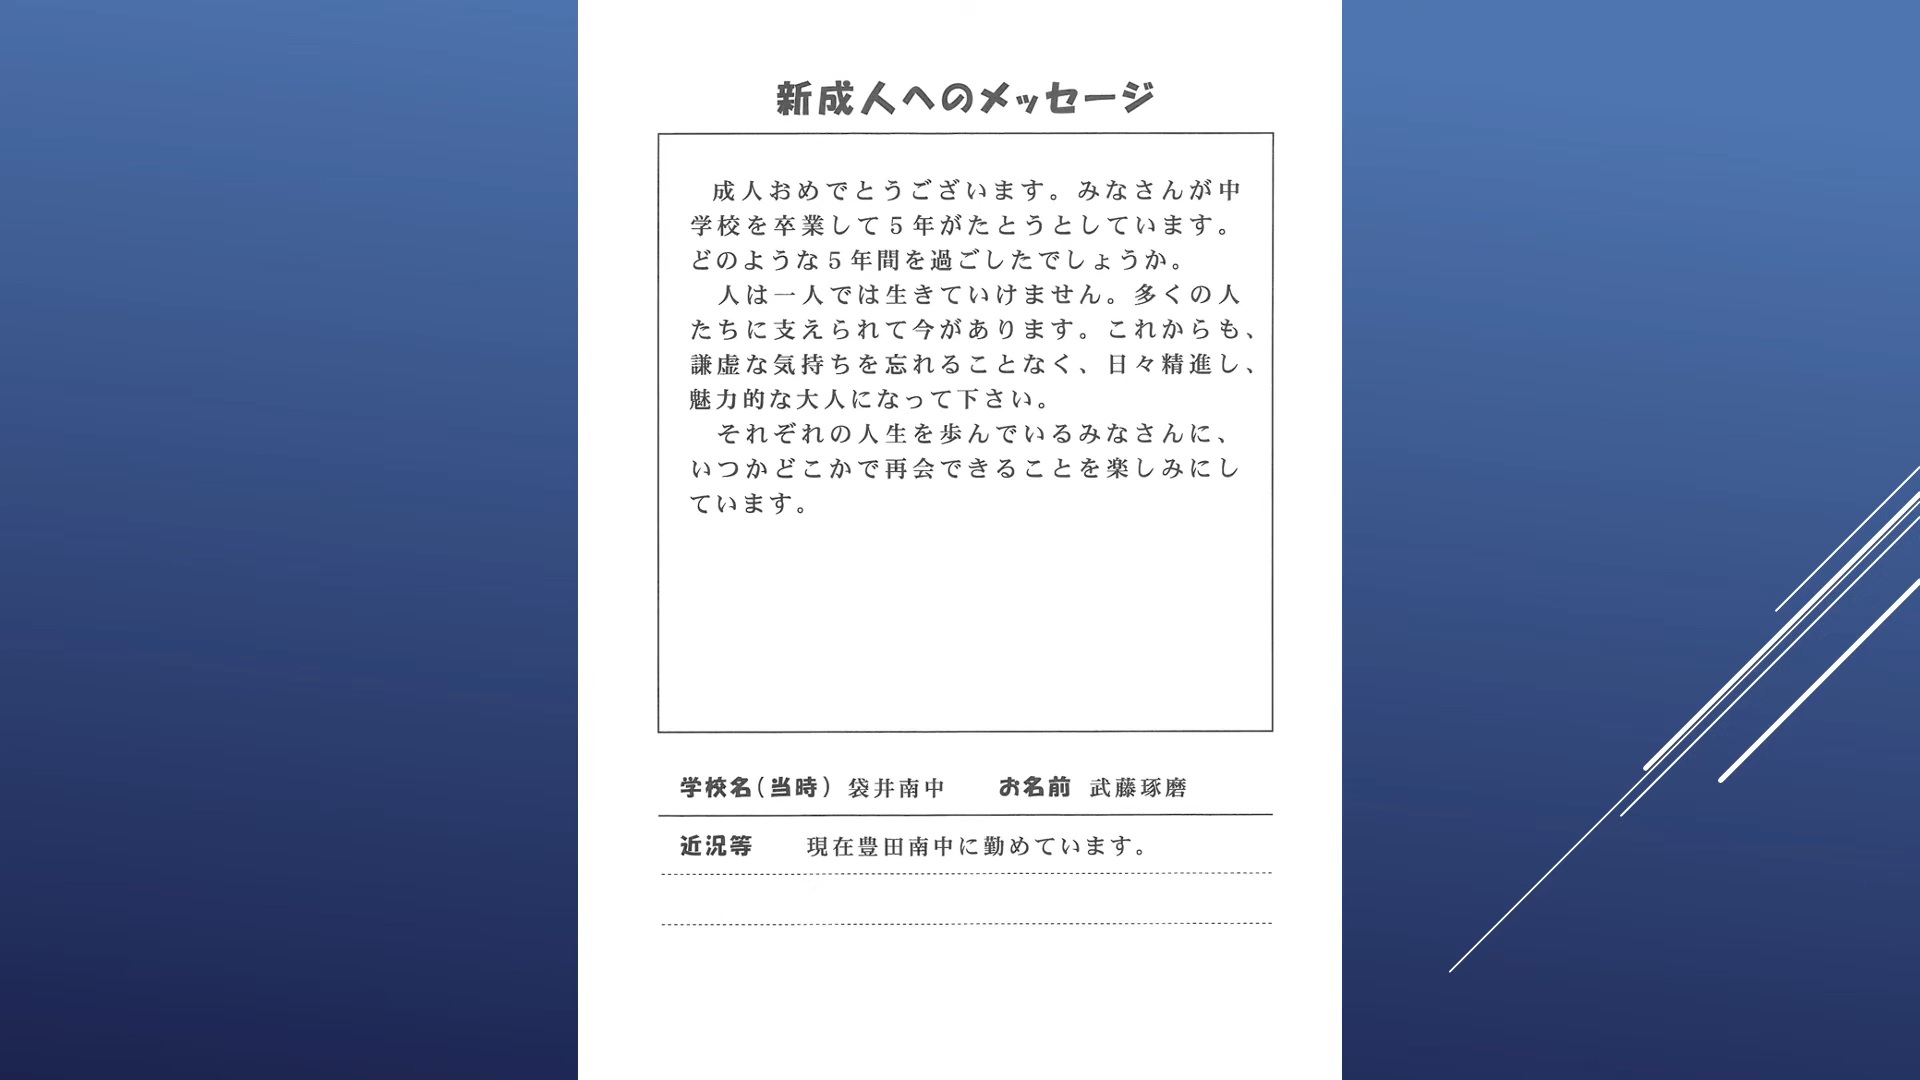 新成人へのメッセージ
成人おめでとうございます。みなさんが中
学校を卒業して5年がたとうとしています。
どのような5年間を過ごしたでしょうか。
人は一人では生きていけません。多くの人
たちに支えられて今があります。これからも、
謙虚な気持ちを忘れることなく、日々精進し、
魅力的な大人になって下さい。
それぞれの人生を歩んでいるみなさんに、
いつかどこかで再会できることを楽しみにし
ています。
学校名(当時) 袋井南中 お名前 武藤琢磨
近況等 現在豊田南中に勤めています。